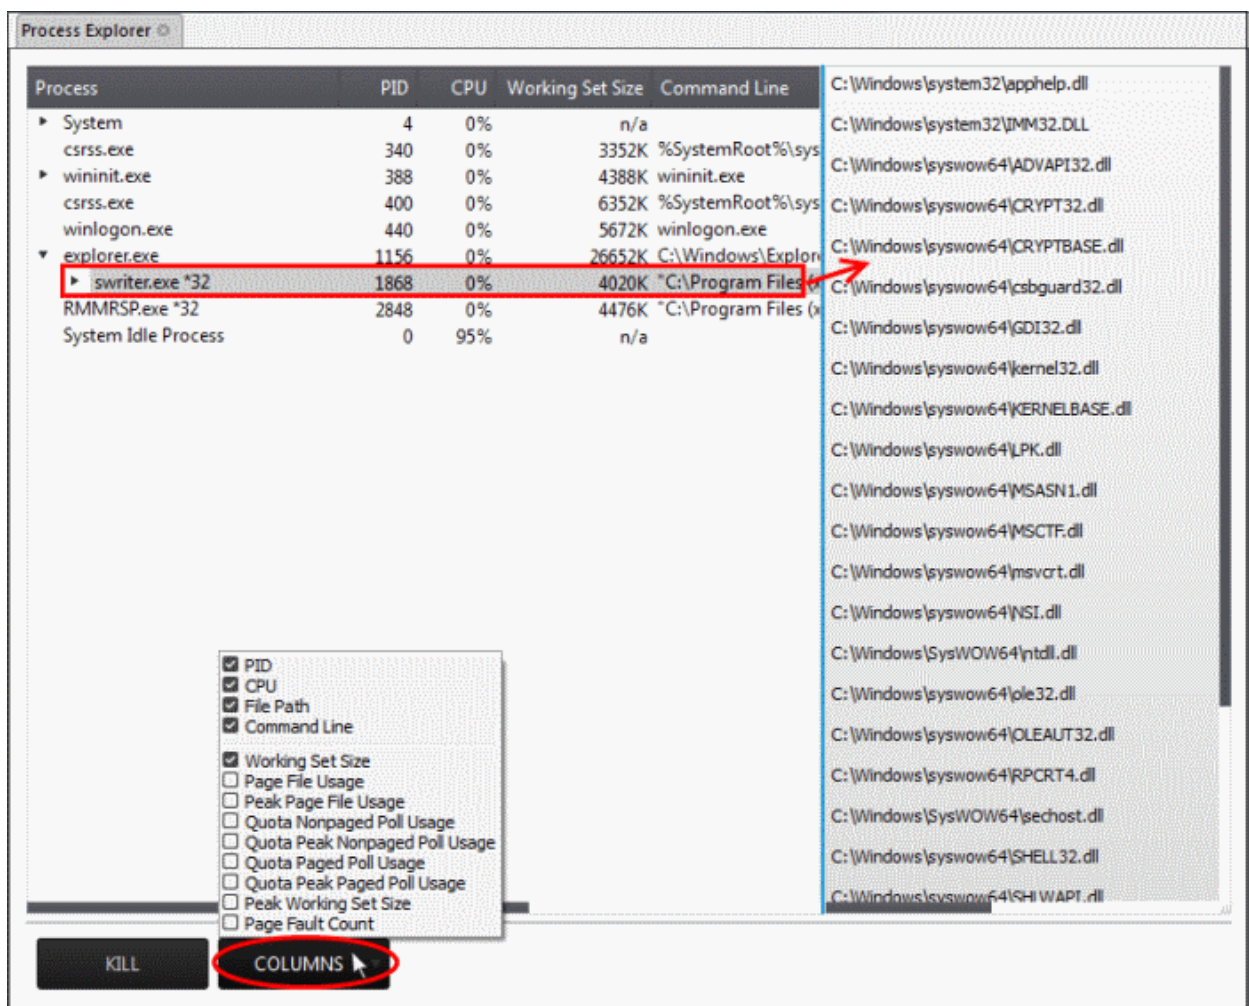 Process Explorer
Process PID CPU Working Set Size Command Line
System 4 0% n/a
csrss.exe 340 0% 3352K %SystemRoot%\sys
wininit.exe 388 0% 4388K wininit.exe
csrss.exe 400 0% 6352K %SystemRoot%\sys
winlogon.exe 440 0% 5672K winlogon.exe
explorer.exe 1156 0% 26652K C:\Windows\Explor
swriter.exe *32 1868 0% 4020K "C:\Program Files (
RMMRSP.exe *32 2848 0% 4476K "C:\Program Files (x
System Idle Process 0 95% n/a
C:\Windows\system32\apphelp.dll
C:\Windows\system32\IMM32.DLL
C:\Windows\syswow64\ADVAPI32.dll
C:\Windows\syswow64\CRYPT32.dll
C:\Windows\syswow64\CRYPTBASE.dll
C:\Windows\syswow64\csbguard32.dll
C:\Windows\syswow64\GDI32.dll
C:\Windows\syswow64\kernel32.dll
C:\Windows\syswow64\KERNELBASE.dll
C:\Windows\syswow64\LPK.dll
C:\Windows\syswow64\MSASN1.dll
C:\Windows\syswow64\MSCTF.dll
C:\Windows\syswow64\msvcrt.dll
C:\Windows\syswow64\NSI.dll
C:\Windows\SysWOW64\ntdll.dll
C:\Windows\syswow64\ole32.dll
C:\Windows\syswow64\OLEAUT32.dll
C:\Windows\syswow64\RPCRT4.dll
C:\Windows\SysWOW64\sechost.dll
C:\Windows\syswow64\SHELL32.dll
C:\Windows\syswow64\SHLWAPI.dll
PID
CPU
File Path
Command Line
Working Set Size
Page File Usage
Peak Page File Usage
Quota Nonpaged Poll Usage
Quota Peak Nonpaged Poll Usage
Quota Paged Poll Usage
Quota Peak Paged Poll Usage
Peak Working Set Size
Page Fault Count
KILL
COLUMNS